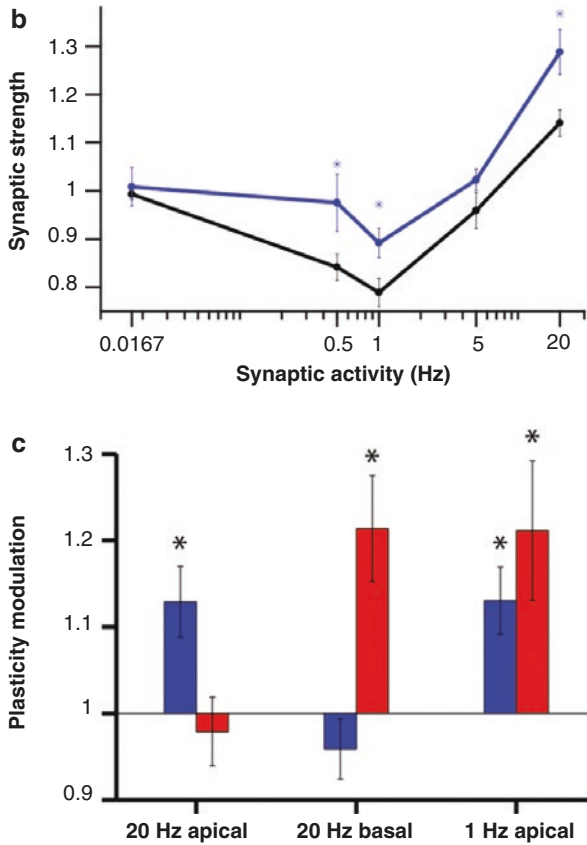 b
Synaptic strength
1.3
1.2
1.1
1
0.9
0.8
*
*
*
0.0167 0.5 1 5 20
Synaptic activity (Hz)
c
Plasticity modulation
1.3
1.2
1.1
1
0.9
*
*
*
*
20 Hz apical 20 Hz basal 1 Hz apical